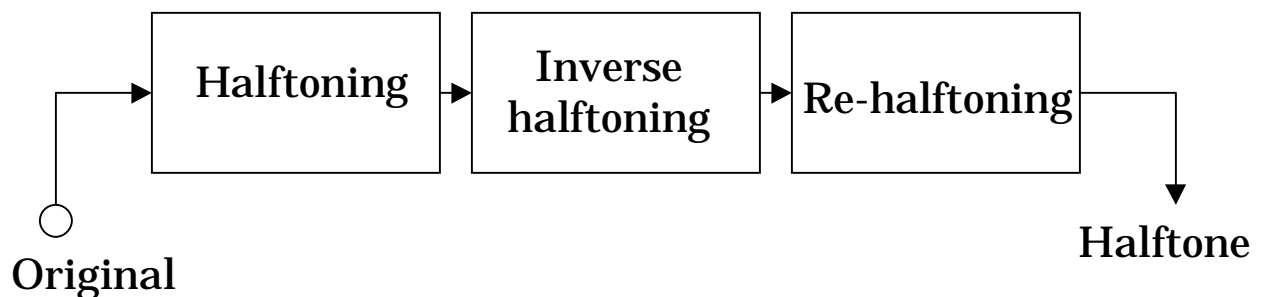 Halftoning
Inverse
halftoning
Re-halftoning
Original
Halftone